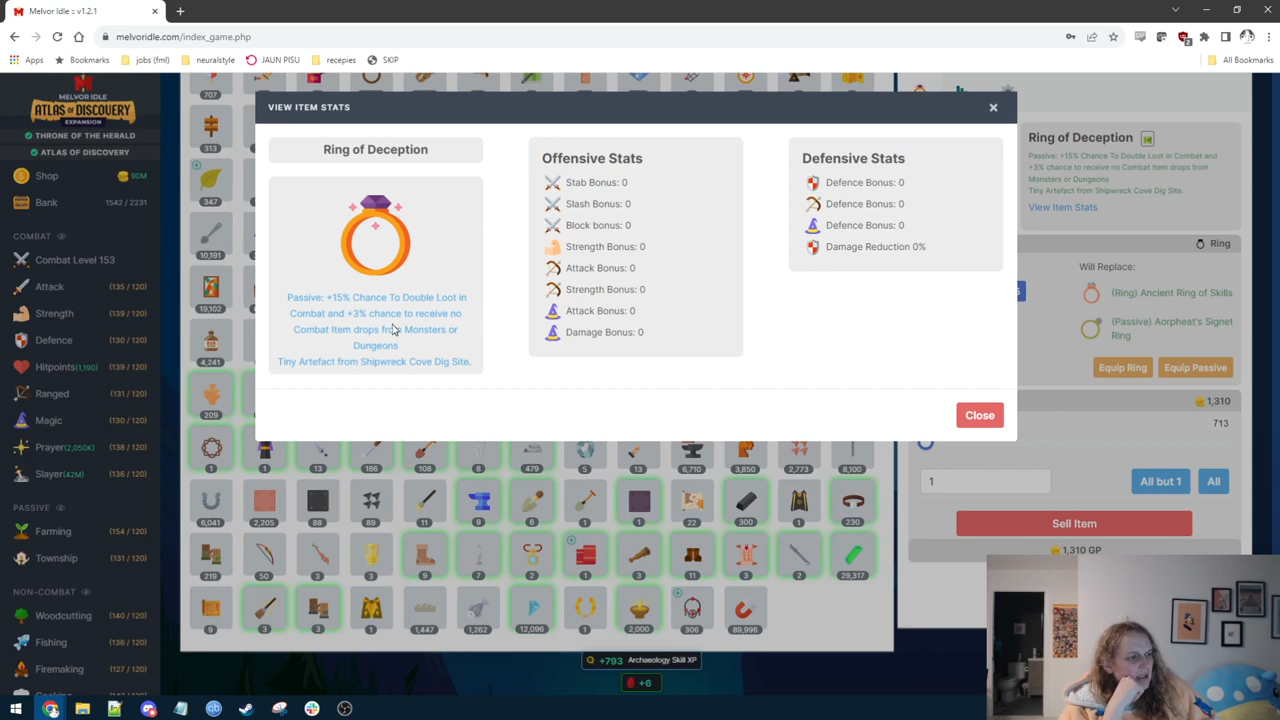 Melvor Idle :: v1.2.1
melvoridle.com/index_game.php
Apps
Bookmarks
jobs (fml)
neuralstyle
JAUN PISU
recepies
SKIP
All Bookmarks
MELVOR IDLE
ATLAS OF DISCOVERY
EXPANSION
THRONE OF THE HERALD
ATLAS OF DISCOVERY
Shop
90M
Bank
1542 / 2231
COMBAT
Combat Level 153
Attack
(135 / 120)
Strength
(139 / 120)
Defence
(130 / 120)
Hitpoints(1,190)
(136 / 120)
Ranged
(131 / 120)
Magic
(130 / 120)
Prayer(2,050K)
(138 / 120)
Slayer(42M)
(136 / 120)
PASSIVE
Farming
(154 / 120)
Township
(131 / 120)
NON-COMBAT
Woodcutting
(140 / 120)
Fishing
(136 / 120)
Firemaking
(127 / 120)
VIEW ITEM STATS
Ring of Deception
Passive: +15% Chance To Double Loot in
Combat and +3% chance to receive no
Combat Item drops from Monsters or
Dungeons
Tiny Artefact from Shipwreck Cove Dig Site.
Offensive Stats
Stab Bonus: 0
Slash Bonus: 0
Block bonus: 0
Strength Bonus: 0
Attack Bonus: 0
Strength Bonus: 0
Attack Bonus: 0
Damage Bonus: 0
Defensive Stats
Defence Bonus: 0
Defence Bonus: 0
Defence Bonus: 0
Damage Reduction 0%
Close
Ring of Deception
Passive: +15% Chance To Double Loot in Combat and
+3% chance to receive no Combat Item drops from
Monsters or Dungeons
Tiny Artefact from Shipwreck Cove Dig Site.
View Item Stats
Ring
Will Replace:
(Ring) Ancient Ring of Skills
(Passive) Aorpheat's Signet
Ring
Equip Ring
Equip Passive
1,310
713
1
All but 1
All
Sell Item
1,310 GP
707
313
347
10,191
19,102
4,241
209
1 1 13 186 108 8 479 5 13 6,710 3,850 2,773 8,100
6,041 2,205 88 89 11 9 6 1 1 22 300 1 230
219 50 3 3 9 7 2 1 3 11 3 2 29,317
9 3 3 1 1,447 1,262 12,096 1 2,000 306 89,996
+793 Archaeology Skill XP
+6